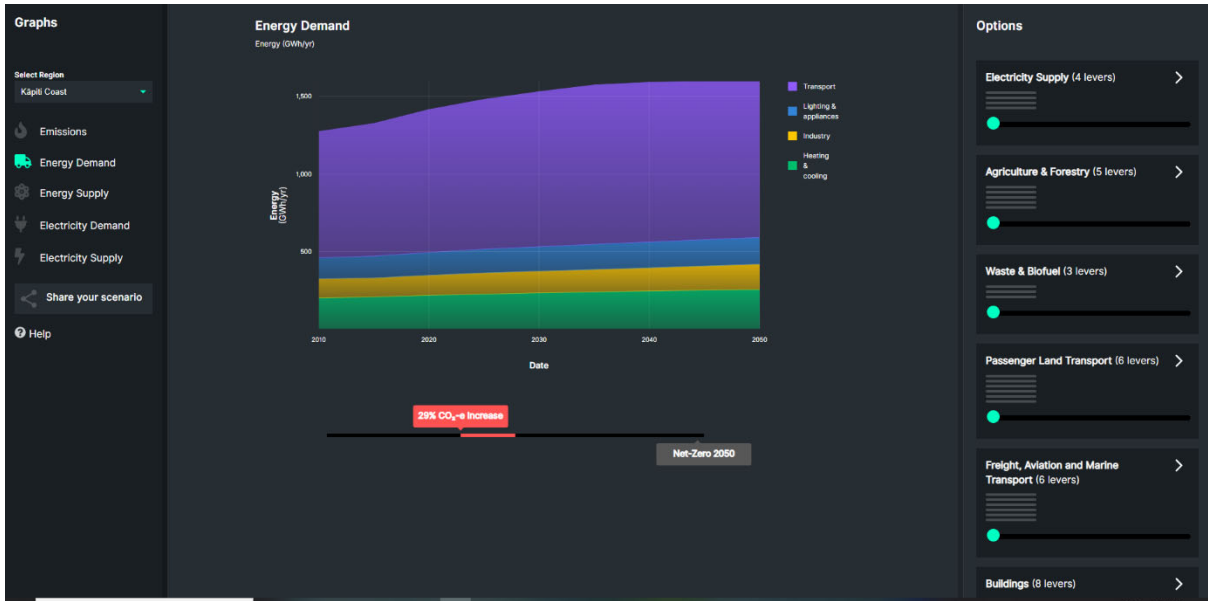 Graphs
Select Region
Kāpiti Coast
Emissions
Energy Demand
Energy Supply
Electricity Demand
Electricity Supply
Share your scenario
Help
Energy Demand
Energy (GWh/yr)
1,500
1,000
500
Energy
(GWh/yr)
2010
2020
2030
2040
2050
Date
Transport
Lighting &
appliances
Industry
Heating
&
cooling
29% CO₂-e Increase
Net-Zero 2050
Options
Electricity Supply (4 levers)
Agriculture & Forestry (5 levers)
Waste & Biofuel (3 levers)
Passenger Land Transport (6 levers)
Freight, Aviation and Marine
Transport (6 levers)
Buildings (8 levers)